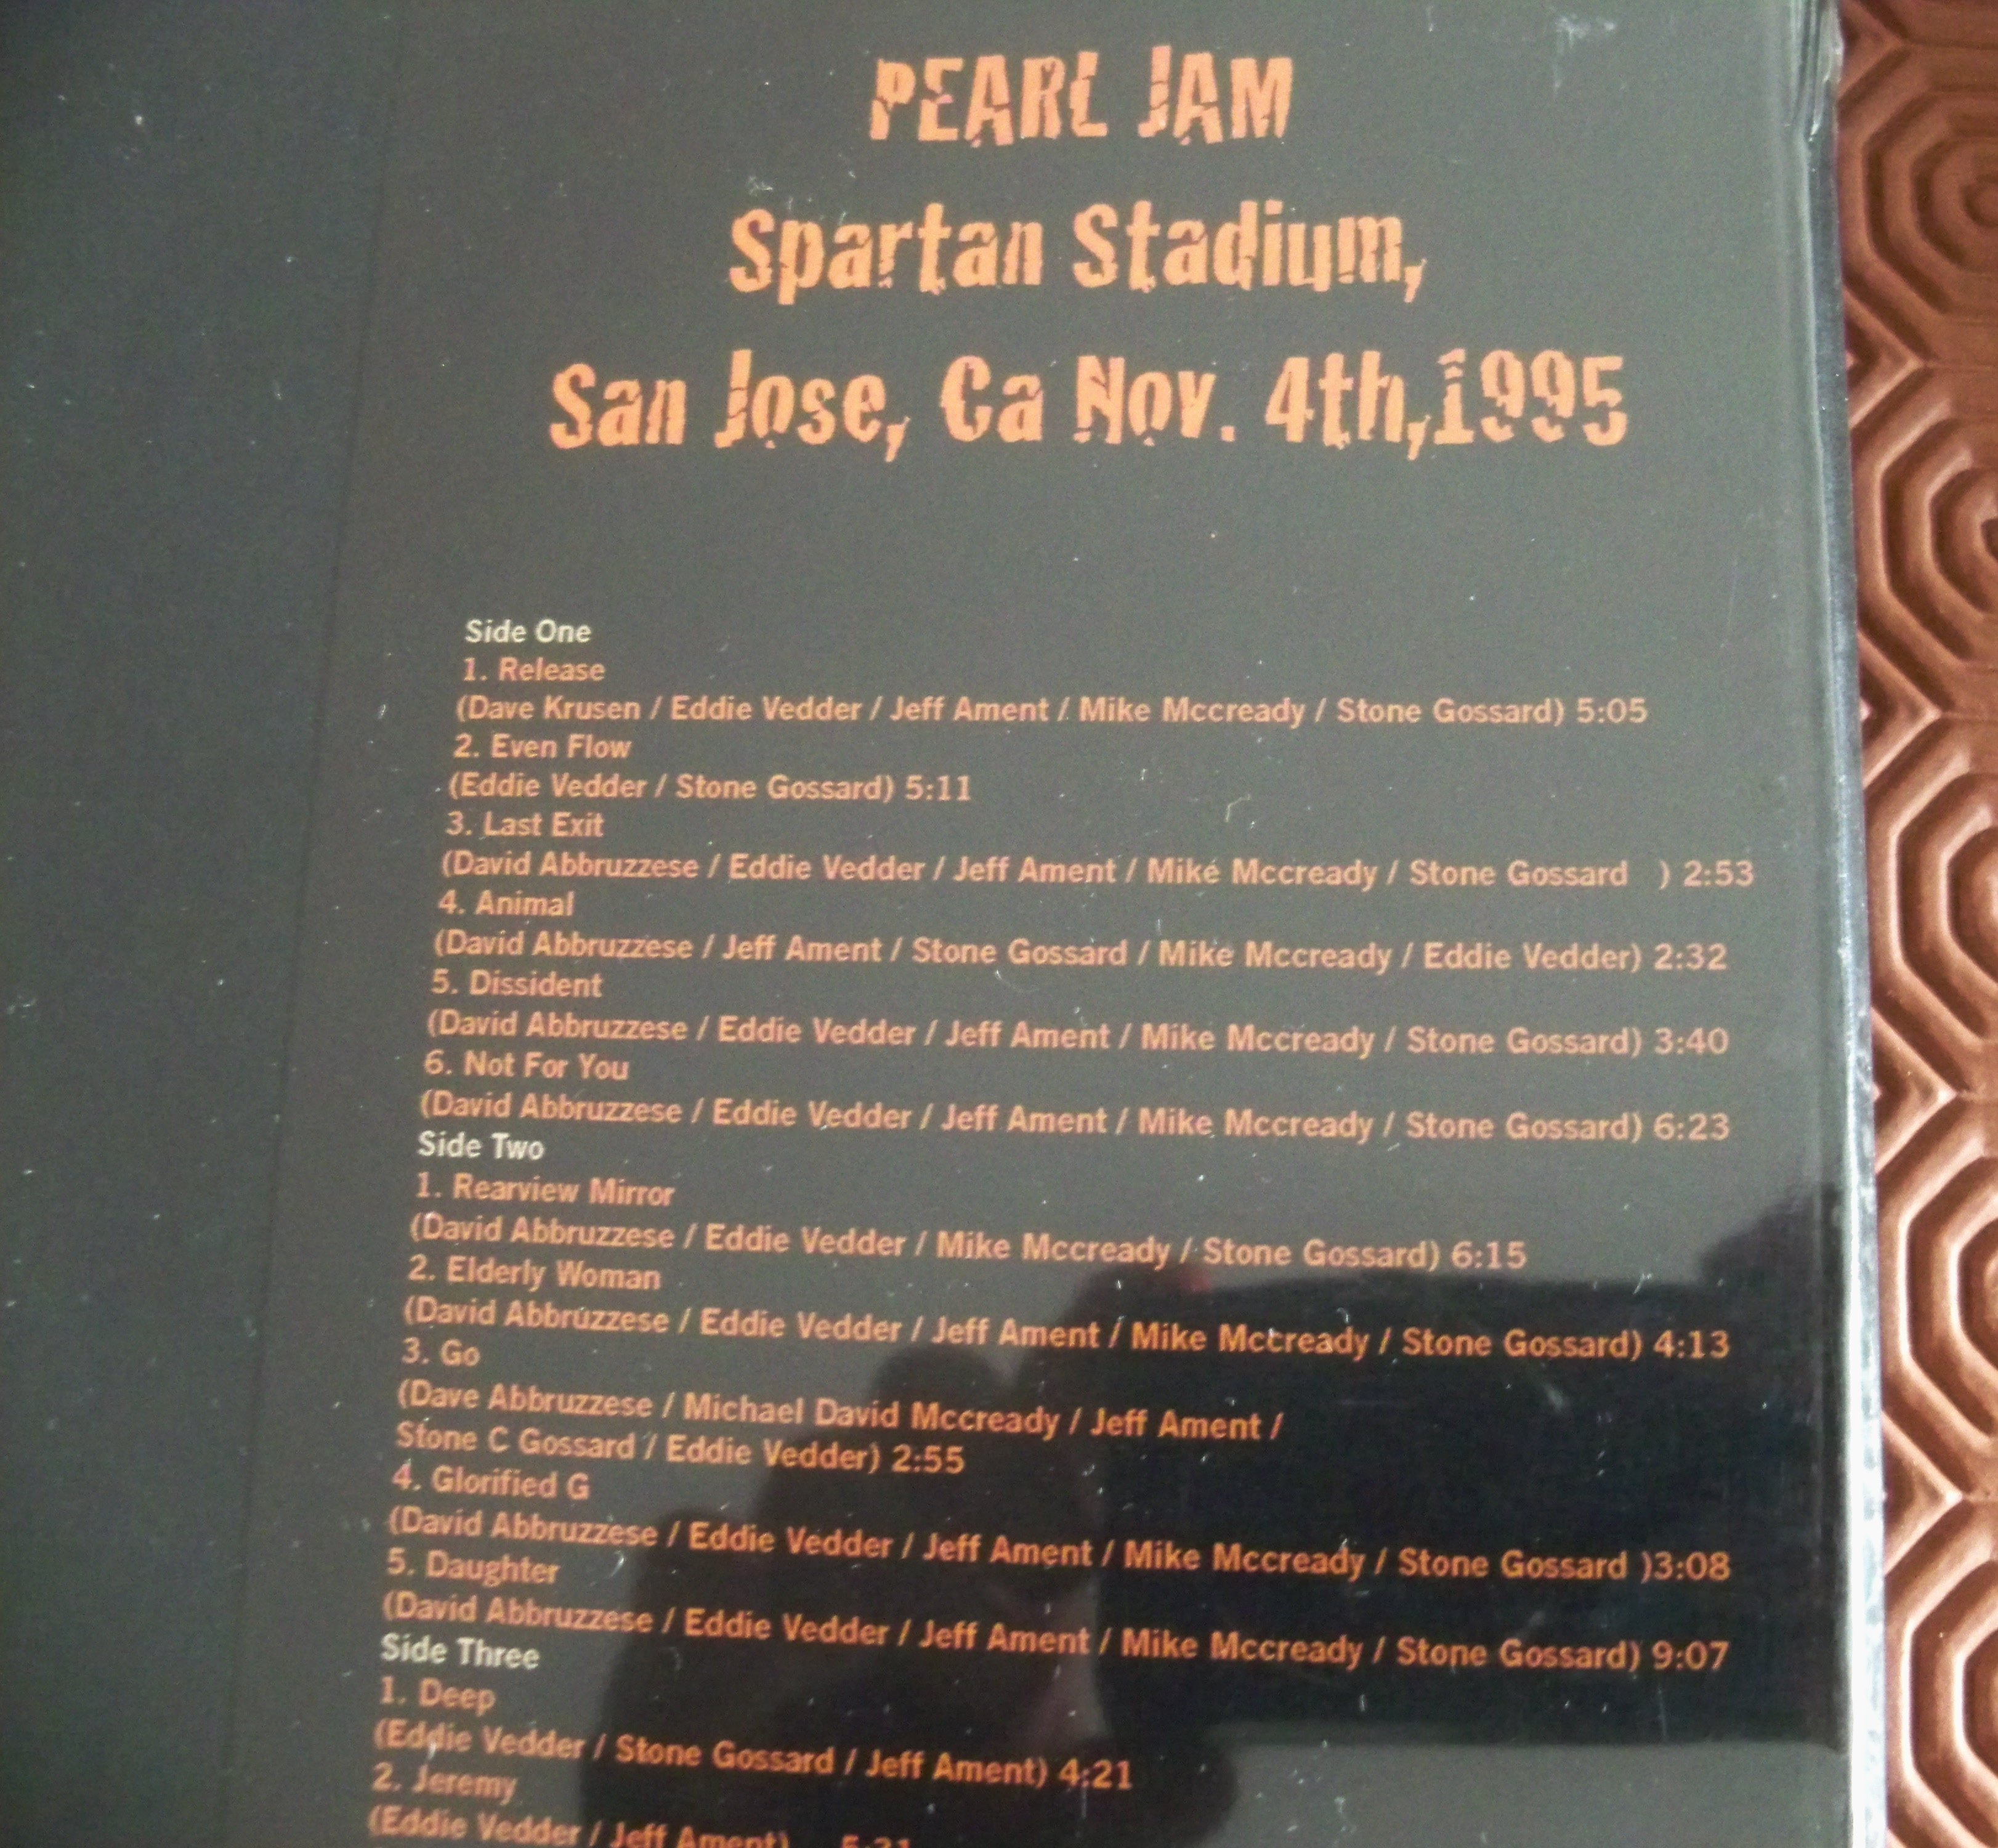 PEARL JAM
Spartan Stadium,
San Jose, Ca Nov. 4th,1995
Side One
1. Release
(Dave Krusen / Eddie Vedder / Jeff Ament / Mike Mccready / Stone Gossard) 5:05
2. Even Flow
(Eddie Vedder / Stone Gossard) 5:11
3. Last Exit
(David Abbruzzese / Eddie Vedder / Jeff Ament / Mike Mccready / Stone Gossard ) 2:53
4. Animal
(David Abbruzzese / Jeff Ament / Stone Gossard / Mike Mccready / Eddie Vedder) 2:32
5. Dissident
(David Abbruzzese / Eddie Vedder / Jeff Ament / Mike Mccready / Stone Gossard) 3:40
6. Not For You
(David Abbruzzese / Eddie Vedder / Jeff Ament / Mike Mccready / Stone Gossard) 6:23
Side Two
1. Rearview Mirror
(David Abbruzzese / Eddie Vedder / Mike Mccready / Stone Gossard) 6:15
2. Elderly Woman
(David Abbruzzese / Eddie Vedder / Jeff Ament / Mike Mccready / Stone Gossard) 4:13
3. Go
(Dave Abbruzzese / Michael David Mccready / Jeff Ament /
Stone C Gossard / Eddie Vedder) 2:55
4. Glorified G
(David Abbruzzese / Eddie Vedder / Jeff Ament / Mike Mccready / Stone Gossard )3:08
5. Daughter
(David Abbruzzese / Eddie Vedder / Jeff Ament / Mike Mccready / Stone Gossard) 9:07
Side Three
1. Deep
(Eddie Vedder / Stone Gossard / Jeff Ament) 4:21
2. Jeremy
(Eddie Vedder / Jeff Ament)